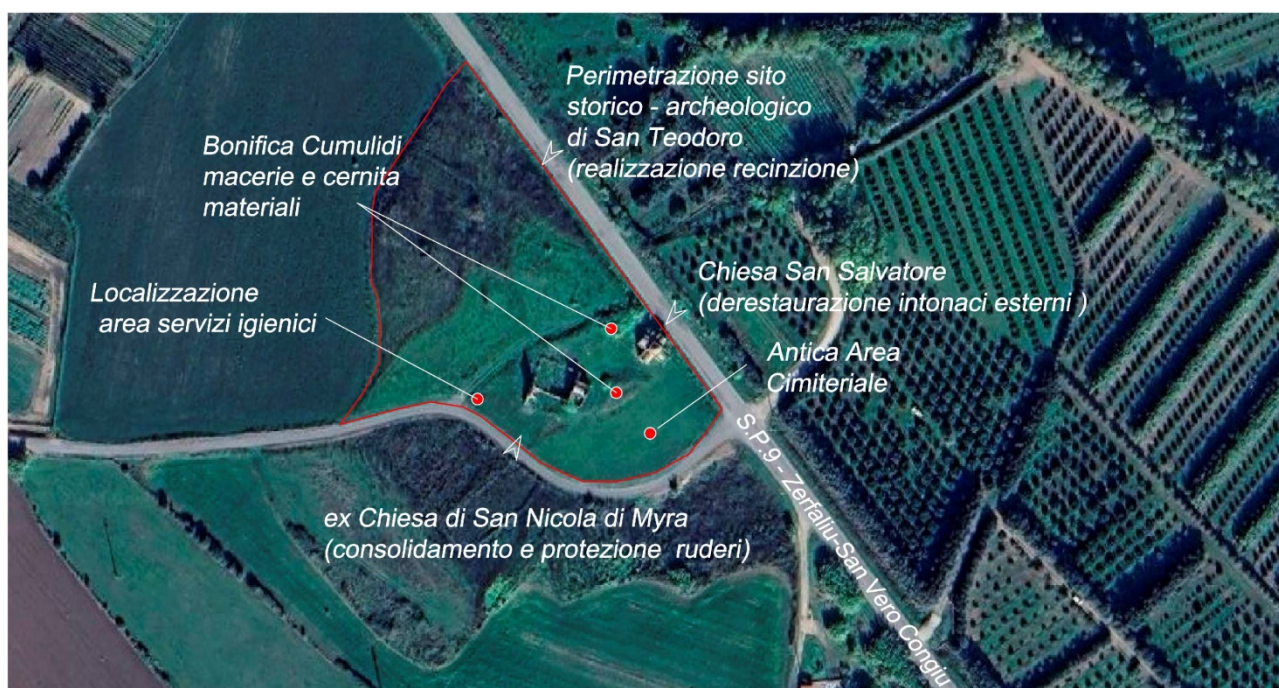 Perimetrazione sito
storico - archeologico
di San Teodoro
(realizzazione recinzione)
Bonifica Cumulidi
macerie e cernita
materiali
Chiesa San Salvatore
(derestaurazione intonaci esterni )
Localizzazione
area servizi igienici
Antica Area
Cimiteriale
S.P.9 - Zerfaliu-San Vero Congiu
ex Chiesa di San Nicola di Myra
(consolidamento e protezione ruderi)